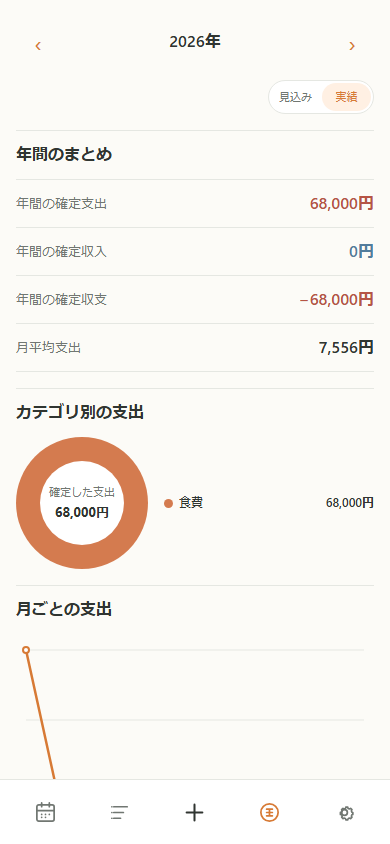 ‹ 2026年 ›
見込み 実績
年間のまとめ
年間の確定支出 68,000円
年間の確定収入 0円
年間の確定収支 −68,000円
月平均支出 7,556円
カテゴリ別の支出
確定した支出
68,000円
食費 68,000円
月ごとの支出